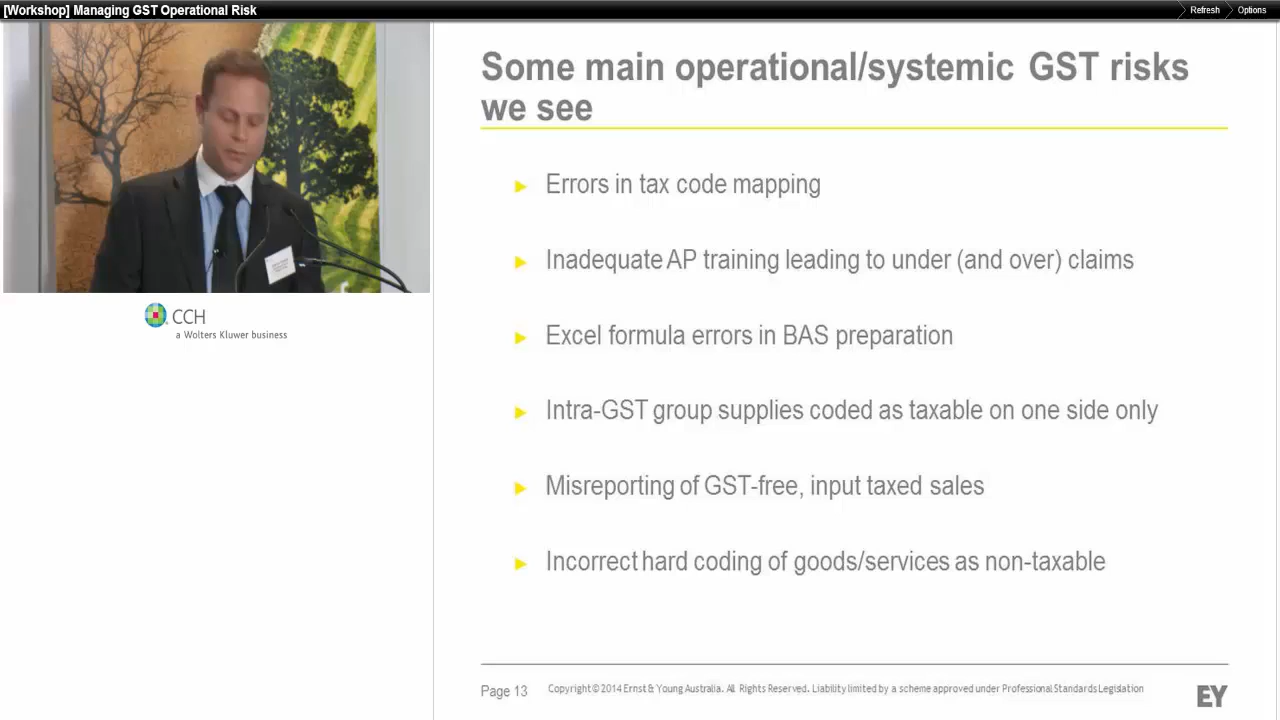 [Workshop] Managing GST Operational Risk
Refresh
Options
Some main operational/systemic GST risks
we see
Errors in tax code mapping
Inadequate AP training leading to under (and over) claims
Excel formula errors in BAS preparation
Intra-GST group supplies coded as taxable on one side only
Misreporting of GST-free, input taxed sales
Incorrect hard coding of goods/services as non-taxable
CCH
a Wolters Kluwer business
Page 13
Copyright © 2014 Ernst & Young Australia. All Rights Reserved. Liability limited by a scheme approved under Professional Standards Legislation
EY